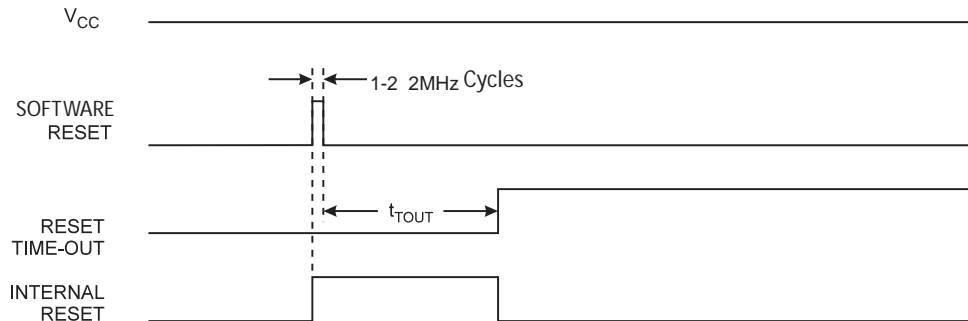 VCC
1-2 2MHz Cycles
SOFTWARE
RESET
tTOUT
RESET
TIME-OUT
INTERNAL
RESET